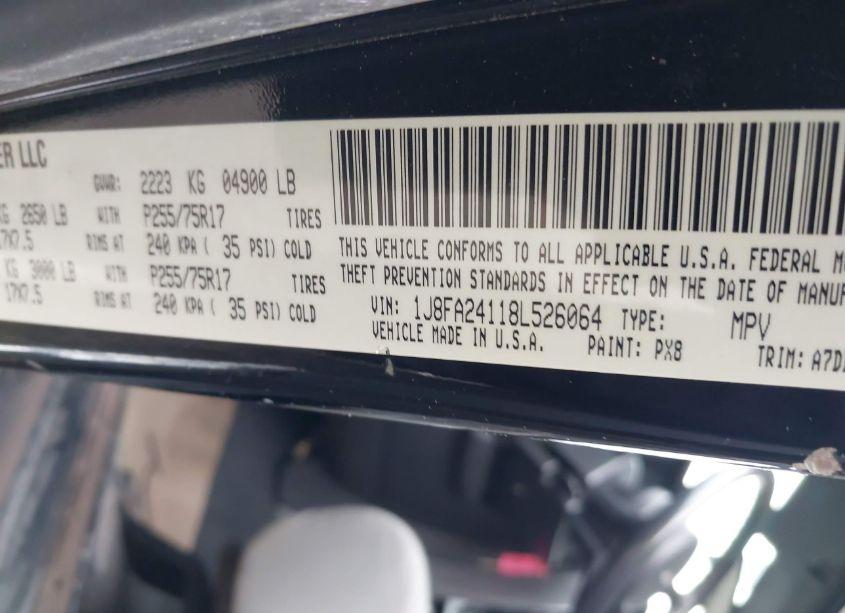 ER LLC
GVWR: 2223 KG 04900 LB
KG 2650 LB WITH P255/75R17 TIRES
17X7.5 RIMS AT 240 KPA ( 35 PSI) COLD
KG 3000 LB WITH P255/75R17 TIRES
17X7.5 RIMS AT 240 KPA ( 35 PSI) COLD
THIS VEHICLE CONFORMS TO ALL APPLICABLE U.S.A. FEDERAL M
THEFT PREVENTION STANDARDS IN EFFECT ON THE DATE OF MANUF
VIN: 1J8FA24118L526064 TYPE: MPV
VEHICLE MADE IN U.S.A. PAINT: PX8 TRIM: A7D